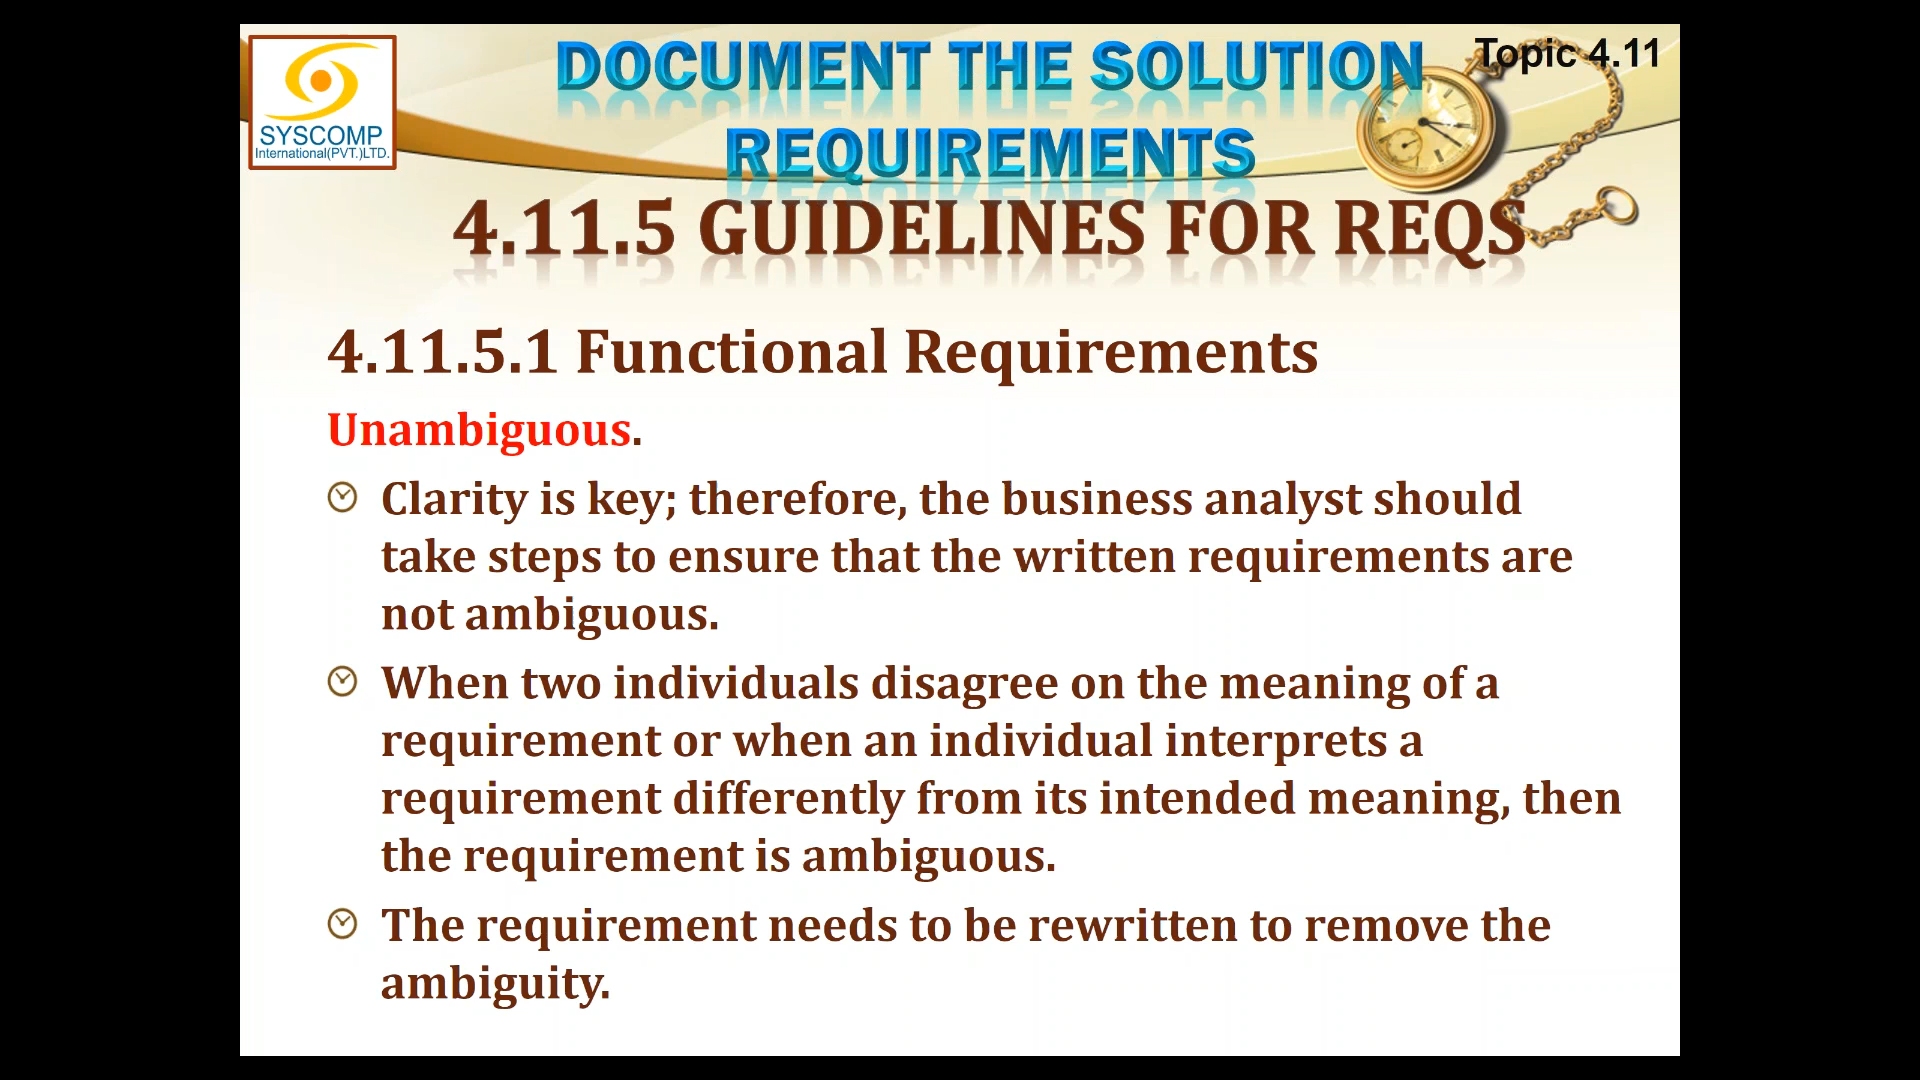 SYSCOMP
International(PVT.)LTD.
DOCUMENT THE SOLUTION
REQUIREMENTS
Topic 4.11
4.11.5 GUIDELINES FOR REQS
4.11.5.1 Functional Requirements
Unambiguous.
Clarity is key; therefore, the business analyst should
take steps to ensure that the written requirements are
not ambiguous.
When two individuals disagree on the meaning of a
requirement or when an individual interprets a
requirement differently from its intended meaning, then
the requirement is ambiguous.
The requirement needs to be rewritten to remove the
ambiguity.